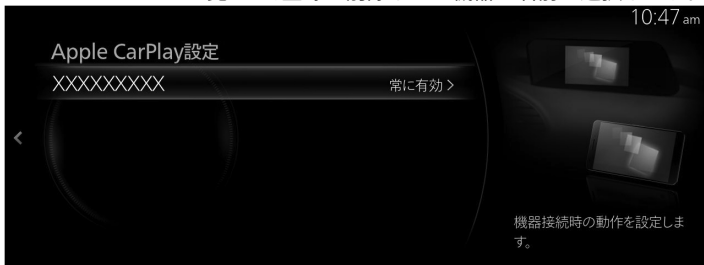 10:47 am
Apple CarPlay設定
XXXXXXXXX
常に有効 >
機器接続時の動作を設定しま
す。